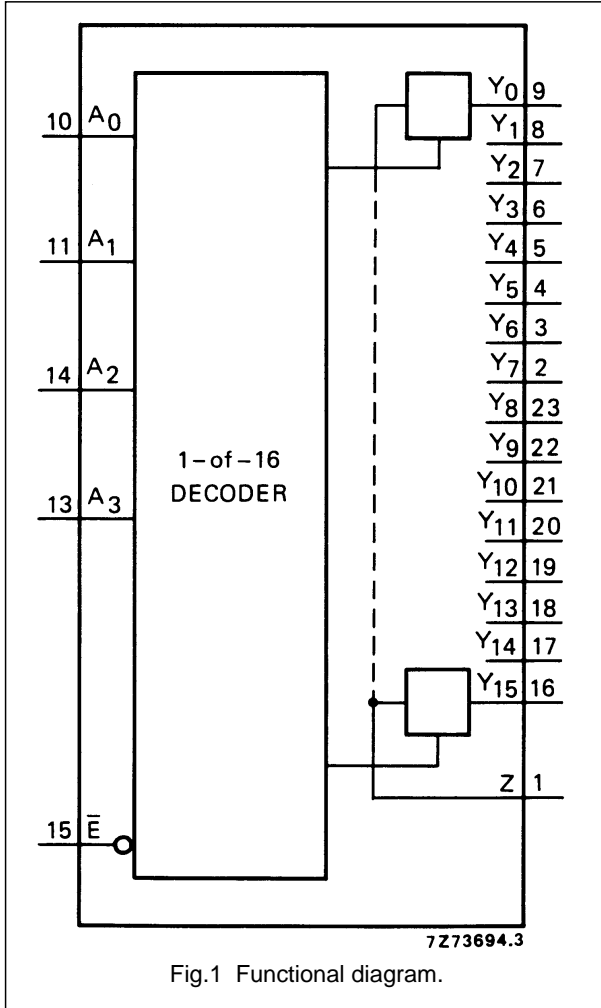 10 A0
11 A1
14 A2
13 A3
15 E̅
1-of-16
DECODER
Y0 9
Y1 8
Y2 7
Y3 6
Y4 5
Y5 4
Y6 3
Y7 2
Y8 23
Y9 22
Y10 21
Y11 20
Y12 19
Y13 18
Y14 17
Y15 16
Z 1
7Z73694.3
Fig.1 Functional diagram.